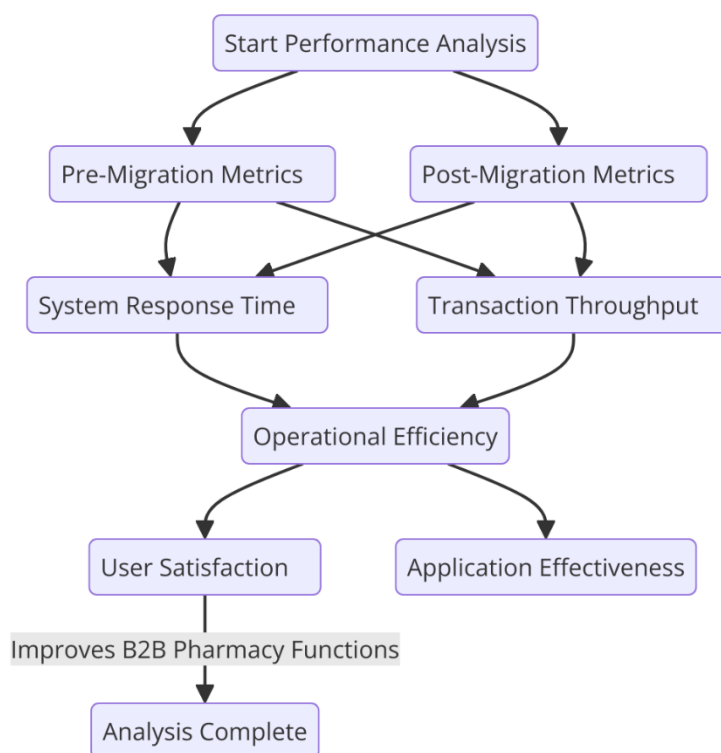 Start Performance Analysis
Pre-Migration Metrics
Post-Migration Metrics
System Response Time
Transaction Throughput
Operational Efficiency
User Satisfaction
Application Effectiveness
Improves B2B Pharmacy Functions
Analysis Complete